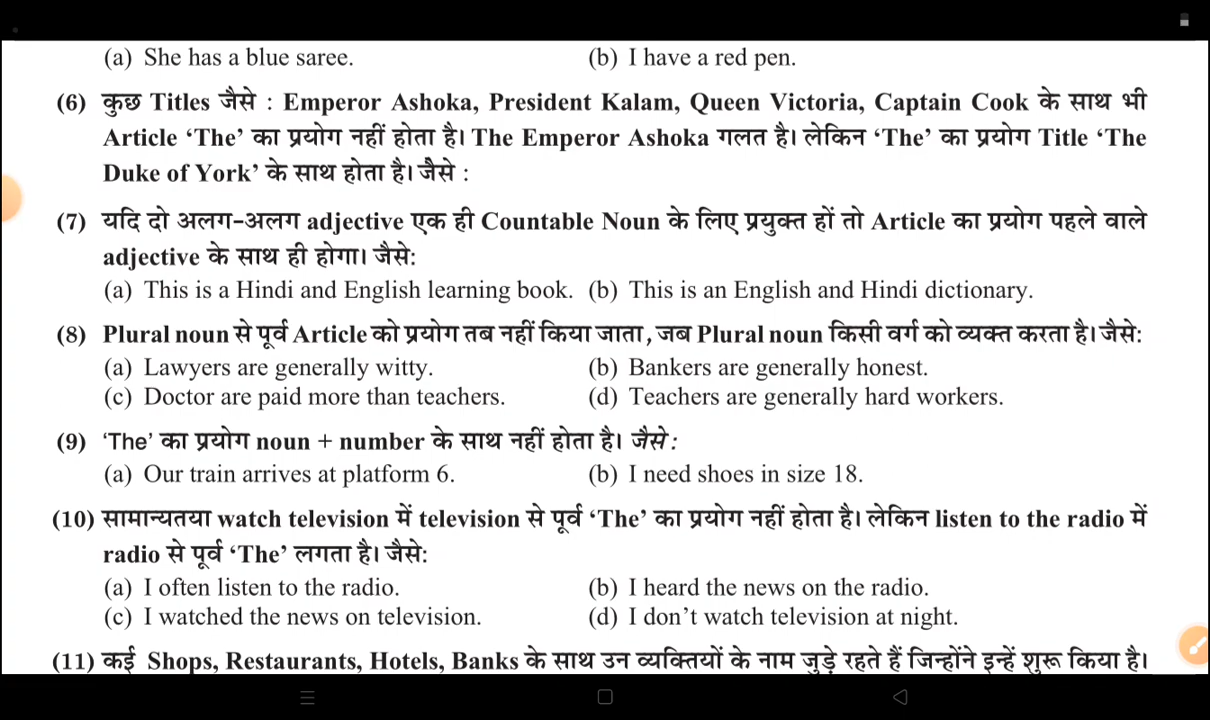 (a) She has a blue saree. (b) I have a red pen.
(6) कुछ Titles जैसे : Emperor Ashoka, President Kalam, Queen Victoria, Captain Cook के साथ भी
Article ‘The’ का प्रयोग नहीं होता है। The Emperor Ashoka गलत है। लेकिन ‘The’ का प्रयोग Title ‘The
Duke of York’ के साथ होता है। जैसे :
(7) यदि दो अलग-अलग adjective एक ही Countable Noun के लिए प्रयुक्त हों तो Article का प्रयोग पहले वाले
adjective के साथ ही होगा। जैसे:
(a) This is a Hindi and English learning book. (b) This is an English and Hindi dictionary.
(8) Plural noun से पूर्व Article को प्रयोग तब नहीं किया जाता, जब Plural noun किसी वर्ग को व्यक्त करता है। जैसे:
(a) Lawyers are generally witty. (b) Bankers are generally honest.
(c) Doctor are paid more than teachers. (d) Teachers are generally hard workers.
(9) ‘The’ का प्रयोग noun + number के साथ नहीं होता है। जैसे:
(a) Our train arrives at platform 6. (b) I need shoes in size 18.
(10) सामान्यतया watch television में television से पूर्व ‘The’ का प्रयोग नहीं होता है। लेकिन listen to the radio में
radio से पूर्व ‘The’ लगता है। जैसे:
(a) I often listen to the radio. (b) I heard the news on the radio.
(c) I watched the news on television. (d) I don’t watch television at night.
(11) कई Shops, Restaurants, Hotels, Banks के साथ उन व्यक्तियों के नाम जुड़े रहते हैं जिन्होंने इन्हें शुरू किया है।